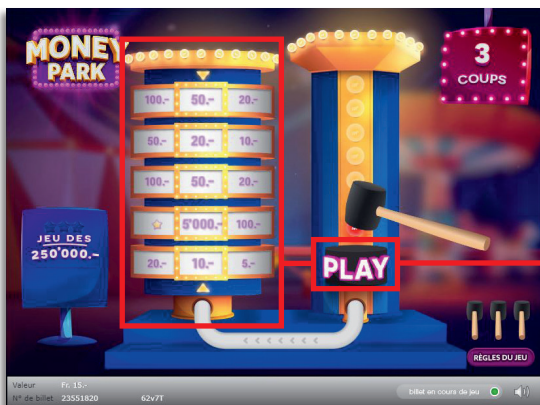 MONEY
PARK
3
COUPS
100.- 50.- 20.-
50.- 20.- 10.-
100.- 50.- 20.-
5'000.- 100.-
20.- 10.- 5.-
JEU DES
250'000.-
PLAY
RÈGLES DU JEU
Valeur Fr. 15.-
N° de billet 23551820 62v7T
billet en cours de jeu